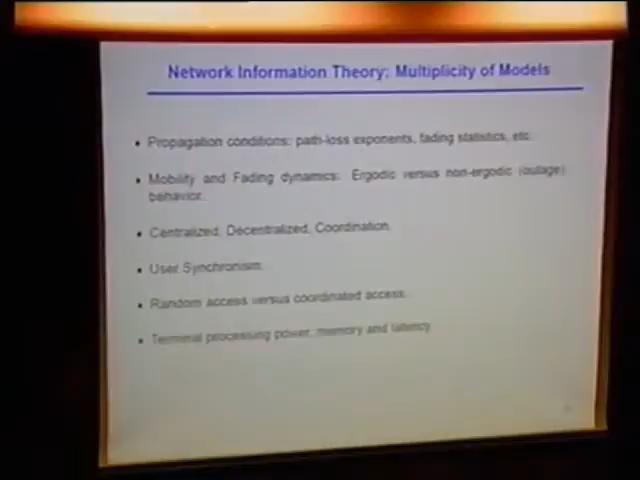 Network Information Theory: Multiplicity of Models
• Propagation conditions: path-loss exponents, fading statistics, etc.
• Mobility and Fading dynamics: Ergodic versus non-ergodic (outage)
behavior.
• Centralized, Decentralized, Coordination.
• User Synchronism.
• Random access versus coordinated access.
• Terminal processing power, memory and latency.